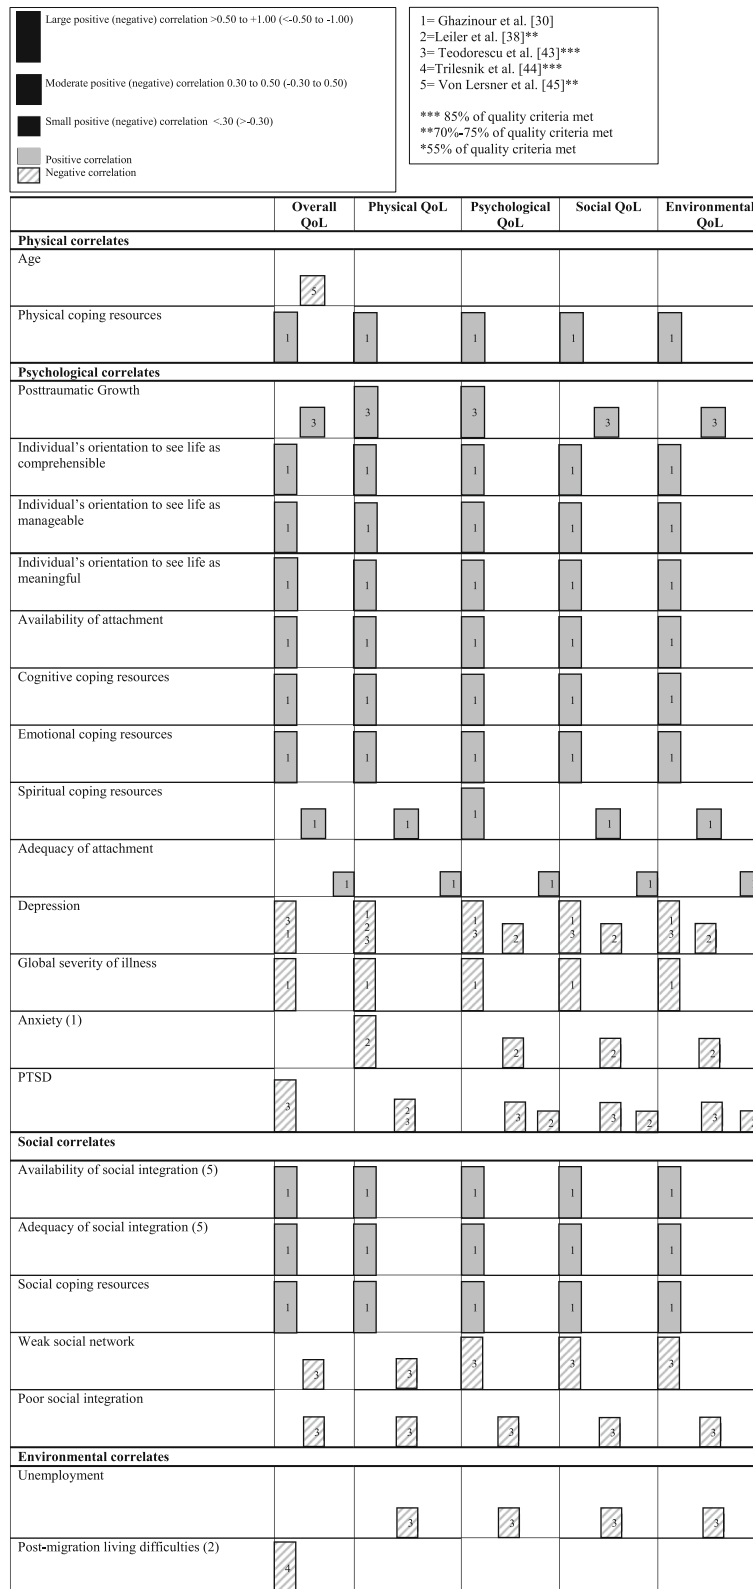 Large positive (negative) correlation >0.50 to +1.00 (<-0.50 to -1.00)
Moderate positive (negative) correlation 0.30 to 0.50 (-0.30 to 0.50)
Small positive (negative) correlation <.30 (>-0.30)
Positive correlation
Negative correlation
1= Ghazinour et al. [30]
2=Leiler et al. [38]**
3= Teodorescu et al. [43]***
4=Trilesnik et al. [44]***
5= Von Lersner et al. [45]**
*** 85% of quality criteria met
**70%-75% of quality criteria met
*55% of quality criteria met
Overall QoL Physical QoL Psychological QoL Social QoL Environmental QoL
Physical correlates
Age
5
Physical coping resources
1 1 1 1 1
Psychological correlates
Posttraumatic Growth
3 3 3 3 3
Individual's orientation to see life as
comprehensible
1 1 1 1 1
Individual's orientation to see life as
manageable
1 1 1 1 1
Individual's orientation to see life as
meaningful
1 1 1 1 1
Availability of attachment
1 1 1 1 1
Cognitive coping resources
1 1 1 1 1
Emotional coping resources
1 1 1 1 1
Spiritual coping resources
1 1 1 1 1
Adequacy of attachment
1 1 1 1
Depression
3 1 1 2 3 1 3 2 1 3 2 1 3 2
Global severity of illness
1 1 1 1 1
Anxiety (1)
2 2 2 2
PTSD
3 2 3 3 2 3 2 3
Social correlates
Availability of social integration (5)
1 1 1 1 1
Adequacy of social integration (5)
1 1 1 1 1
Social coping resources
1 1 1 1 1
Weak social network
3 3 3 3 3
Poor social integration
3 3 3 3 3
Environmental correlates
Unemployment
3 3 3 3
Post-migration living difficulties (2)
4